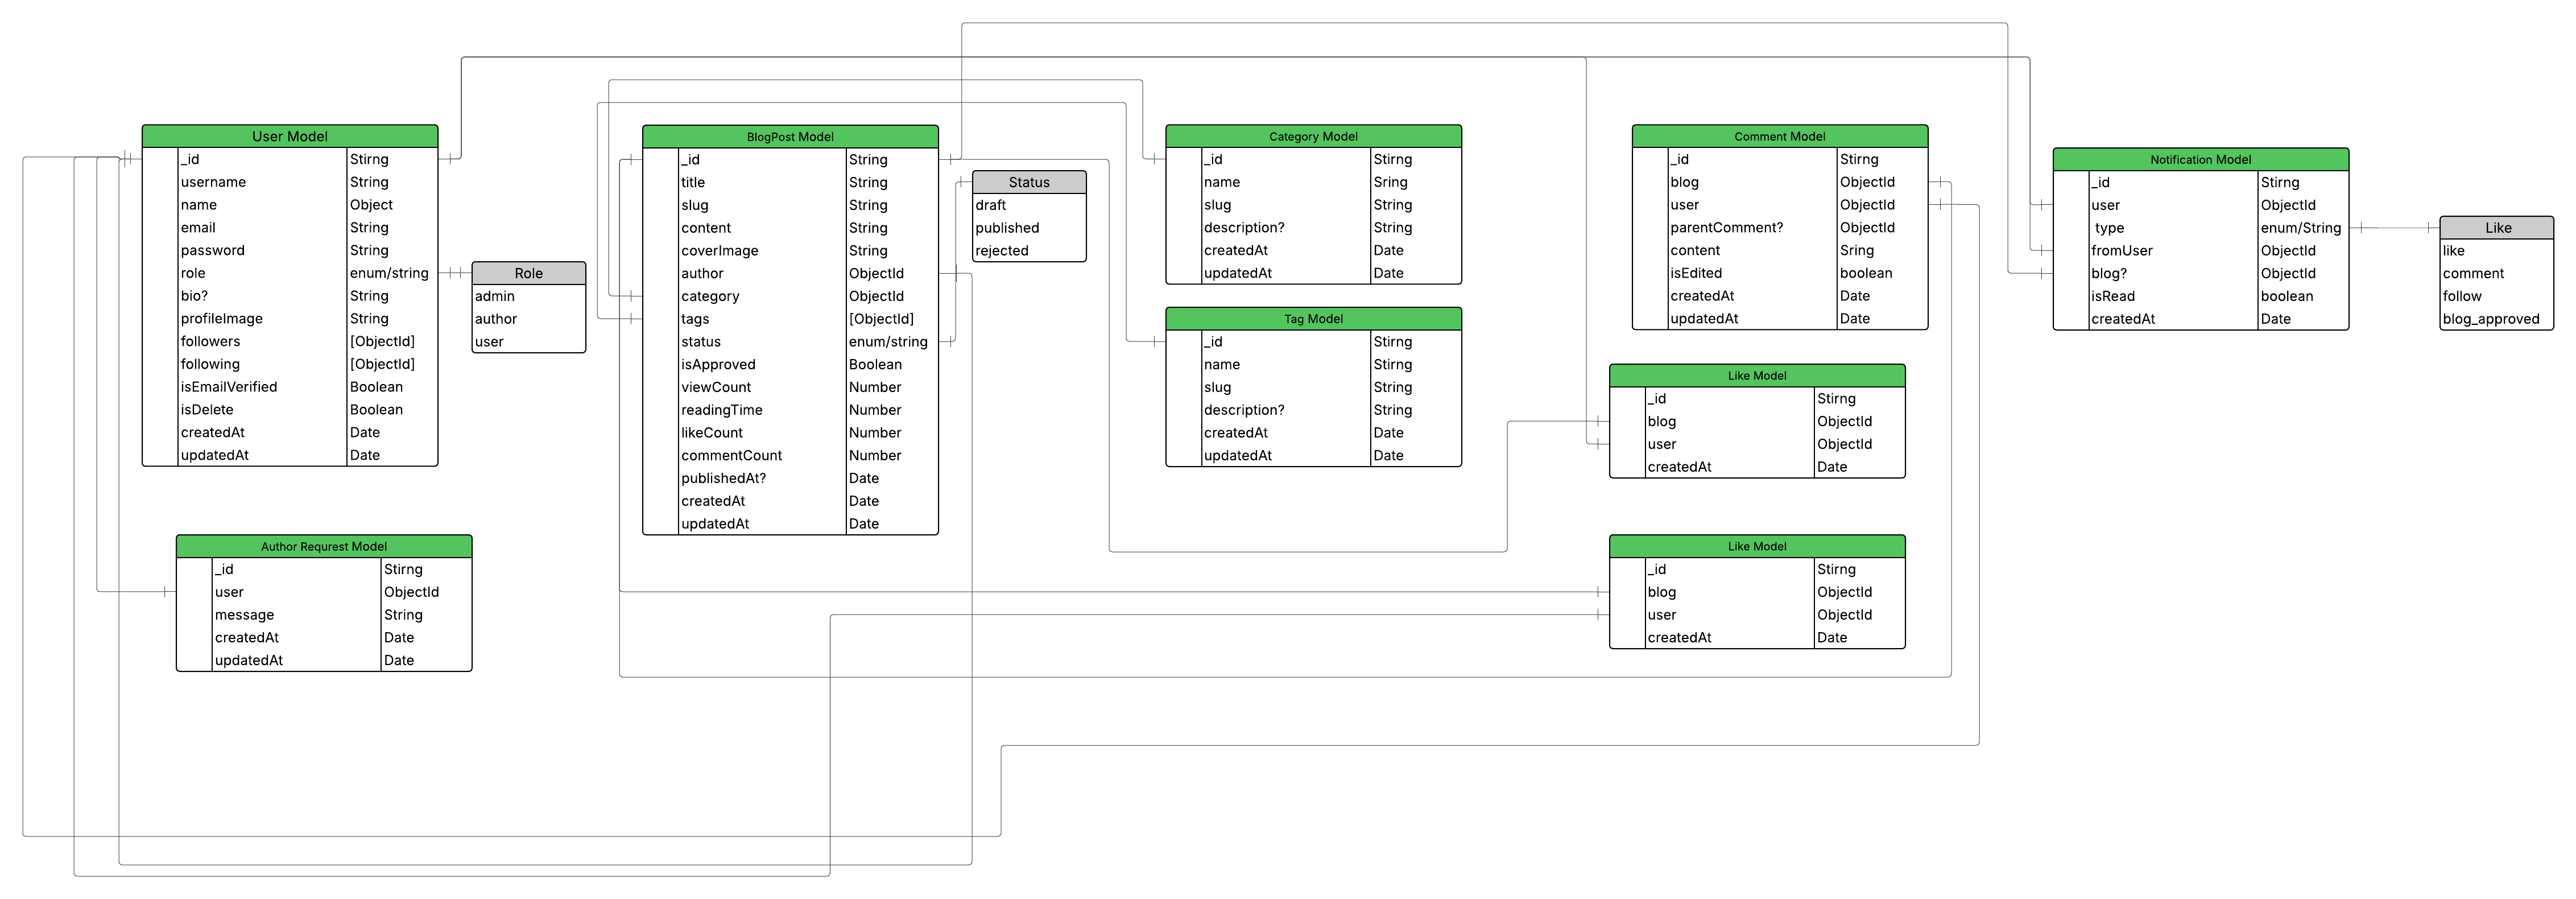 User Model
_id Stirng
username String
name Object
email String
password String
role enum/string
bio? String
profileImage String
followers [ObjectId]
following [ObjectId]
isEmailVerified Boolean
isDelete Boolean
createdAt Date
updatedAt Date
Role
admin
author
user
Author Requrest Model
_id Stirng
user ObjectId
message String
createdAt Date
updatedAt Date
BlogPost Model
_id String
title String
slug String
content String
coverImage String
author ObjectId
category ObjectId
tags [ObjectId]
status enum/string
isApproved Boolean
viewCount Number
readingTime Number
likeCount Number
commentCount Number
publishedAt? Date
createdAt Date
updatedAt Date
Status
draft
published
rejected
Category Model
_id Stirng
name Sring
slug String
description? String
createdAt Date
updatedAt Date
Tag Model
_id Stirng
name Stirng
slug String
description? String
createdAt Date
updatedAt Date
Comment Model
_id Stirng
blog ObjectId
user ObjectId
parentComment? ObjectId
content Sring
isEdited boolean
createdAt Date
updatedAt Date
Like Model
_id Stirng
blog ObjectId
user ObjectId
createdAt Date
Like Model
_id Stirng
blog ObjectId
user ObjectId
createdAt Date
Notification Model
_id Stirng
user ObjectId
type enum/String
fromUser ObjectId
blog? ObjectId
isRead boolean
createdAt Date
Like
like
comment
follow
blog_approved